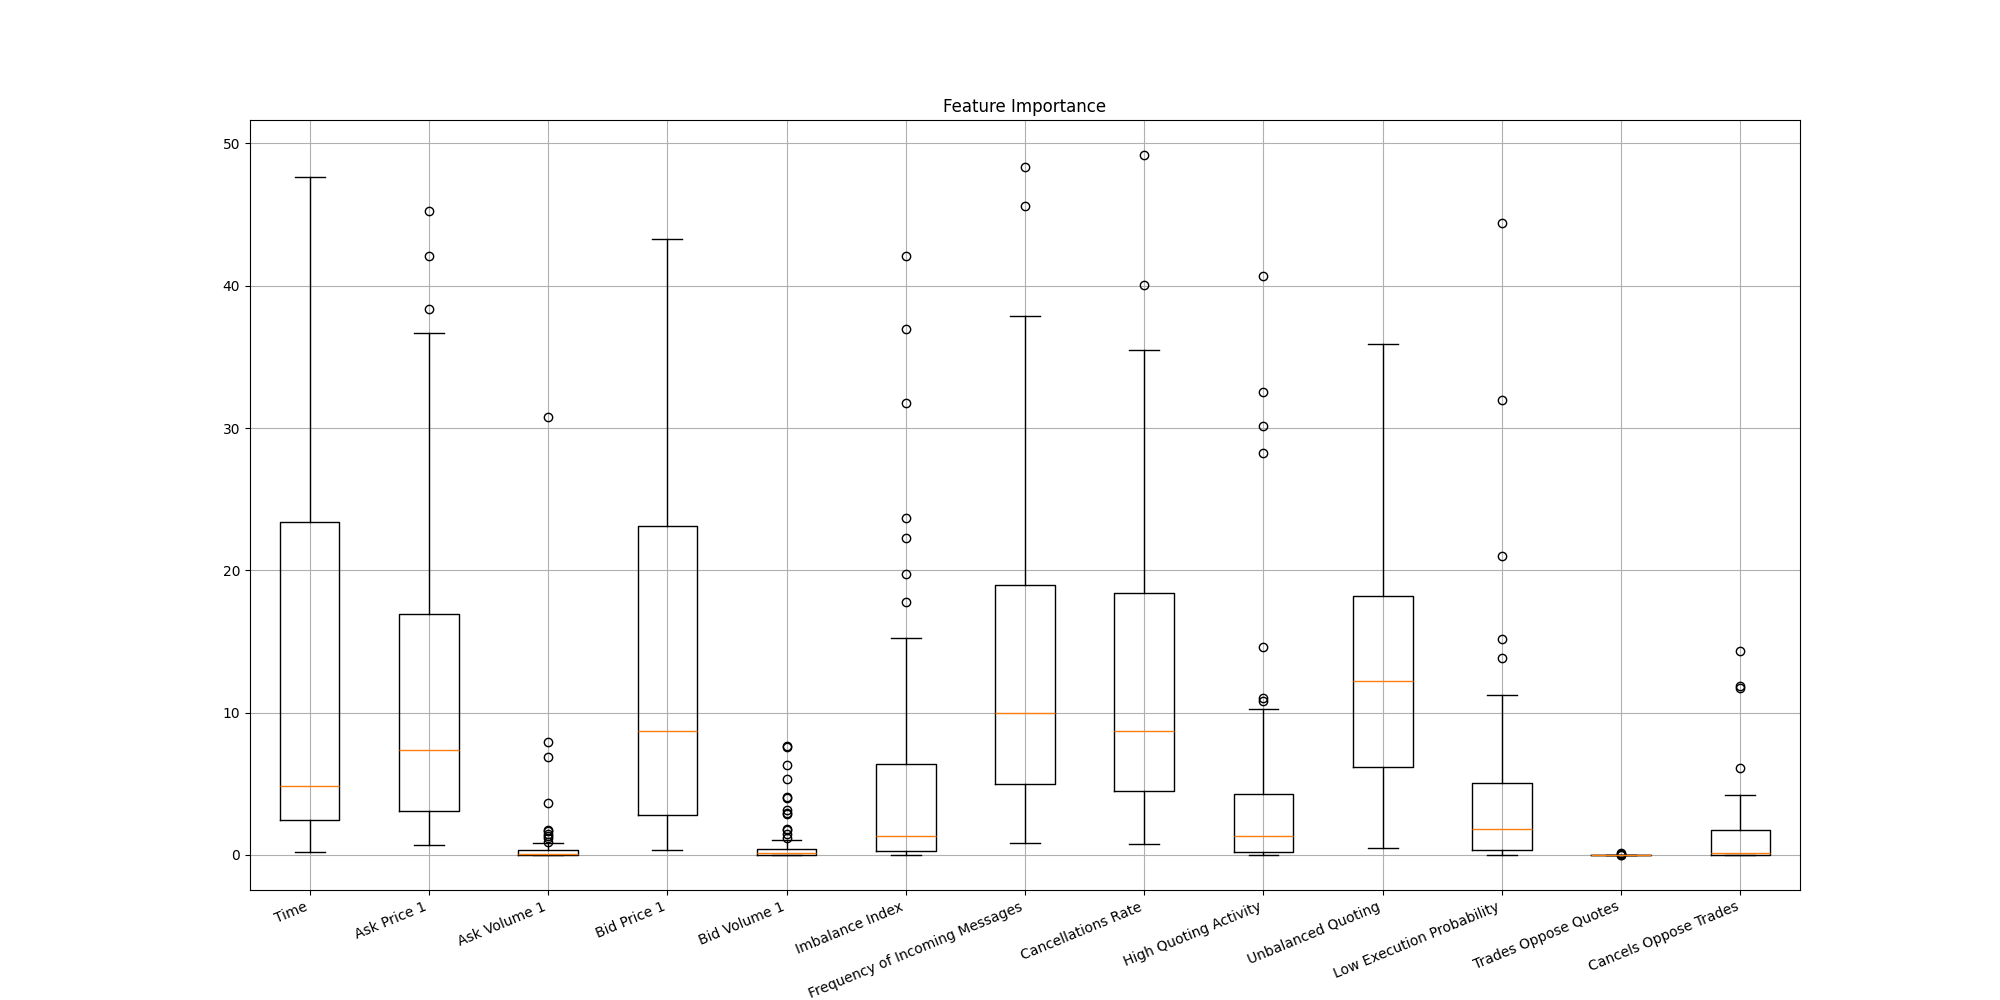 Feature Importance
50
40
30
20
10
0
Time
Ask Price 1
Ask Volume 1
Bid Price 1
Bid Volume 1
Imbalance Index
Frequency of Incoming Messages
Cancellations Rate
High Quoting Activity
Unbalanced Quoting
Low Execution Probability
Trades Oppose Quotes
Cancels Oppose Trades